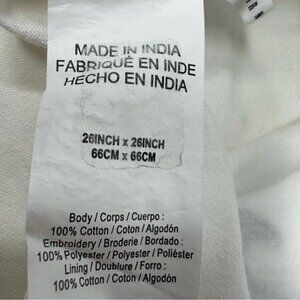 MADE IN INDIA
FABRIQUÉ EN INDE
HECHO EN INDIA
26INCH x 26INCH
66CM x 66CM
Body / Corps / Cuerpo :
100% Cotton / Coton / Algodón
Embroidery / Broderie / Bordado :
100% Polyester / Polyester / Poliéster
Lining / Doublure / Forro :
100% Cotton / Coton / Algodón